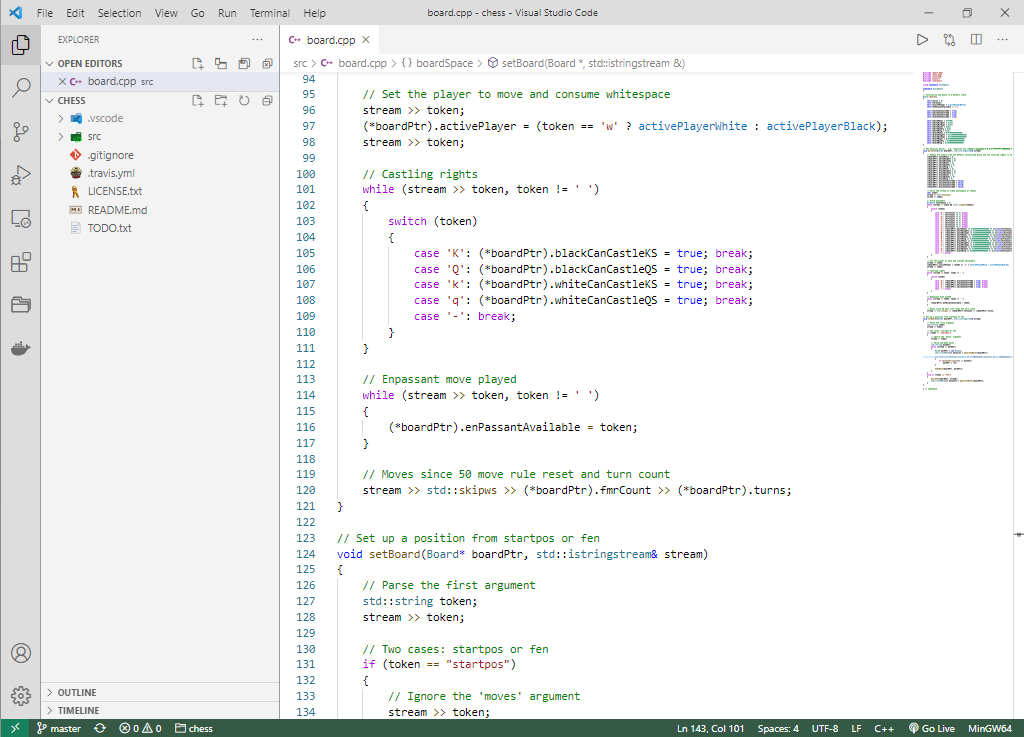 File Edit Selection View Go Run Terminal Help board.cpp - chess - Visual Studio Code
EXPLORER
OPEN EDITORS
board.cpp src
CHESS
.vscode
src
.gitignore
.travis.yml
LICENSE.txt
README.md
TODO.txt
OUTLINE
TIMELINE
board.cpp
src > board.cpp > {} boardSpace > setBoard(Board *, std::istringstream &)
94
95 // Set the player to move and consume whitespace
96 stream >> token;
97 (*boardPtr).activePlayer = (token == 'w' ? activePlayerWhite : activePlayerBlack);
98 stream >> token;
99
100 // Castling rights
101 while (stream >> token, token != ' ')
102 {
103 switch (token)
104 {
105 case 'K': (*boardPtr).blackCanCastleKS = true; break;
106 case 'Q': (*boardPtr).blackCanCastleQS = true; break;
107 case 'k': (*boardPtr).whiteCanCastleKS = true; break;
108 case 'q': (*boardPtr).whiteCanCastleQS = true; break;
109 case '-': break;
110 }
111 }
112
113 // Enpassant move played
114 while (stream >> token, token != ' ')
115 {
116 (*boardPtr).enPassantAvailable = token;
117 }
118
119 // Moves since 50 move rule reset and turn count
120 stream >> std::skipws >> (*boardPtr).fmrCount >> (*boardPtr).turns;
121 }
122
123 // Set up a position from startpos or fen
124 void setBoard(Board* boardPtr, std::istringstream& stream)
125 {
126 // Parse the first argument
127 std::string token;
128 stream >> token;
129
130 // Two cases: startpos or fen
131 if (token == "startpos")
132 {
133 // Ignore the 'moves' argument
134 stream >> token;
master 0 0 chess Ln 143, Col 101 Spaces: 4 UTF-8 LF C++ Go Live MinGW64